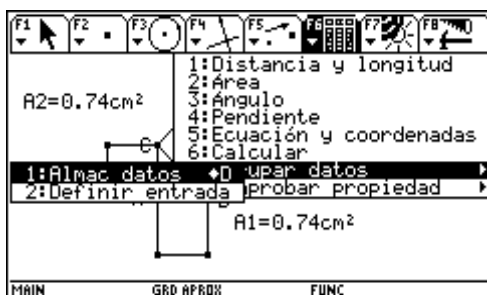 F1 F2 F3 F4 F5 F6 F7 F8
1:Distancia y longitud
2:Área
3:Ángulo
4:Pendiente
5:Ecuación y coordenadas
6:Calcular
upar datos
probar propiedad
1:Almac datos ◆D
2:Definir entrada
A2=0.74cm²
C
A1=0.74cm²
MAIN GRD APROX FUNC